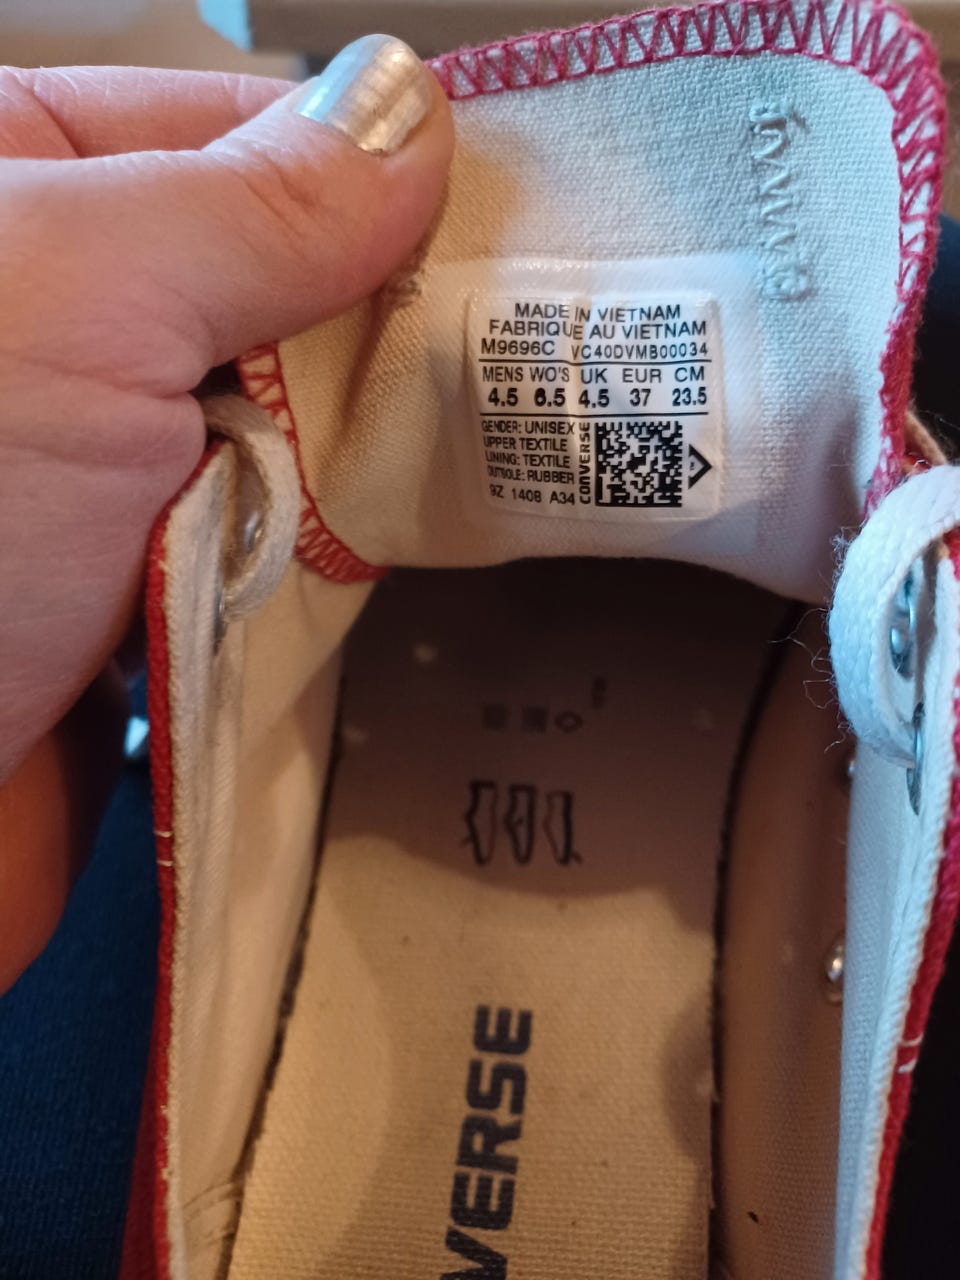 MADE IN VIETNAM
FABRIQUE AU VIETNAM
M9696C VC40DVMB00034
MENS WO'S UK EUR CM
4.5 6.5 4.5 37 23.5
GENDER: UNISEX
UPPER TEXTILE
LINING: TEXTILE
OUTSOLE: RUBBER
9Z 1408 A34
CONVERSE
VERSE